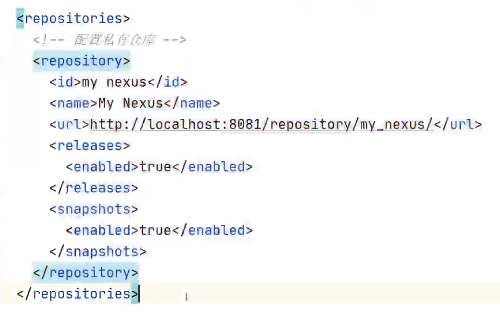 <repositories>
<!-- 配置私有仓库 -->
<repository>
<id>my nexus</id>
<name>My Nexus</name>
<url>http://localhost:8081/repository/my_nexus/</url>
<releases>
<enabled>true</enabled>
</releases>
<snapshots>
<enabled>true</enabled>
</snapshots>
</repository>
</repositories>